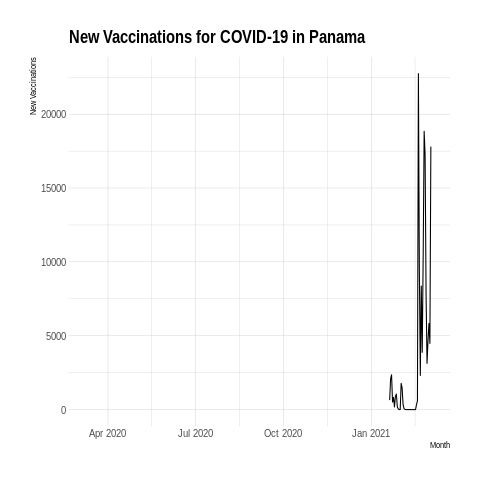 New Vaccinations for COVID-19 in Panama
New Vaccinations
20000
15000
10000
5000
0
Apr 2020
Jul 2020
Oct 2020
Jan 2021
Month